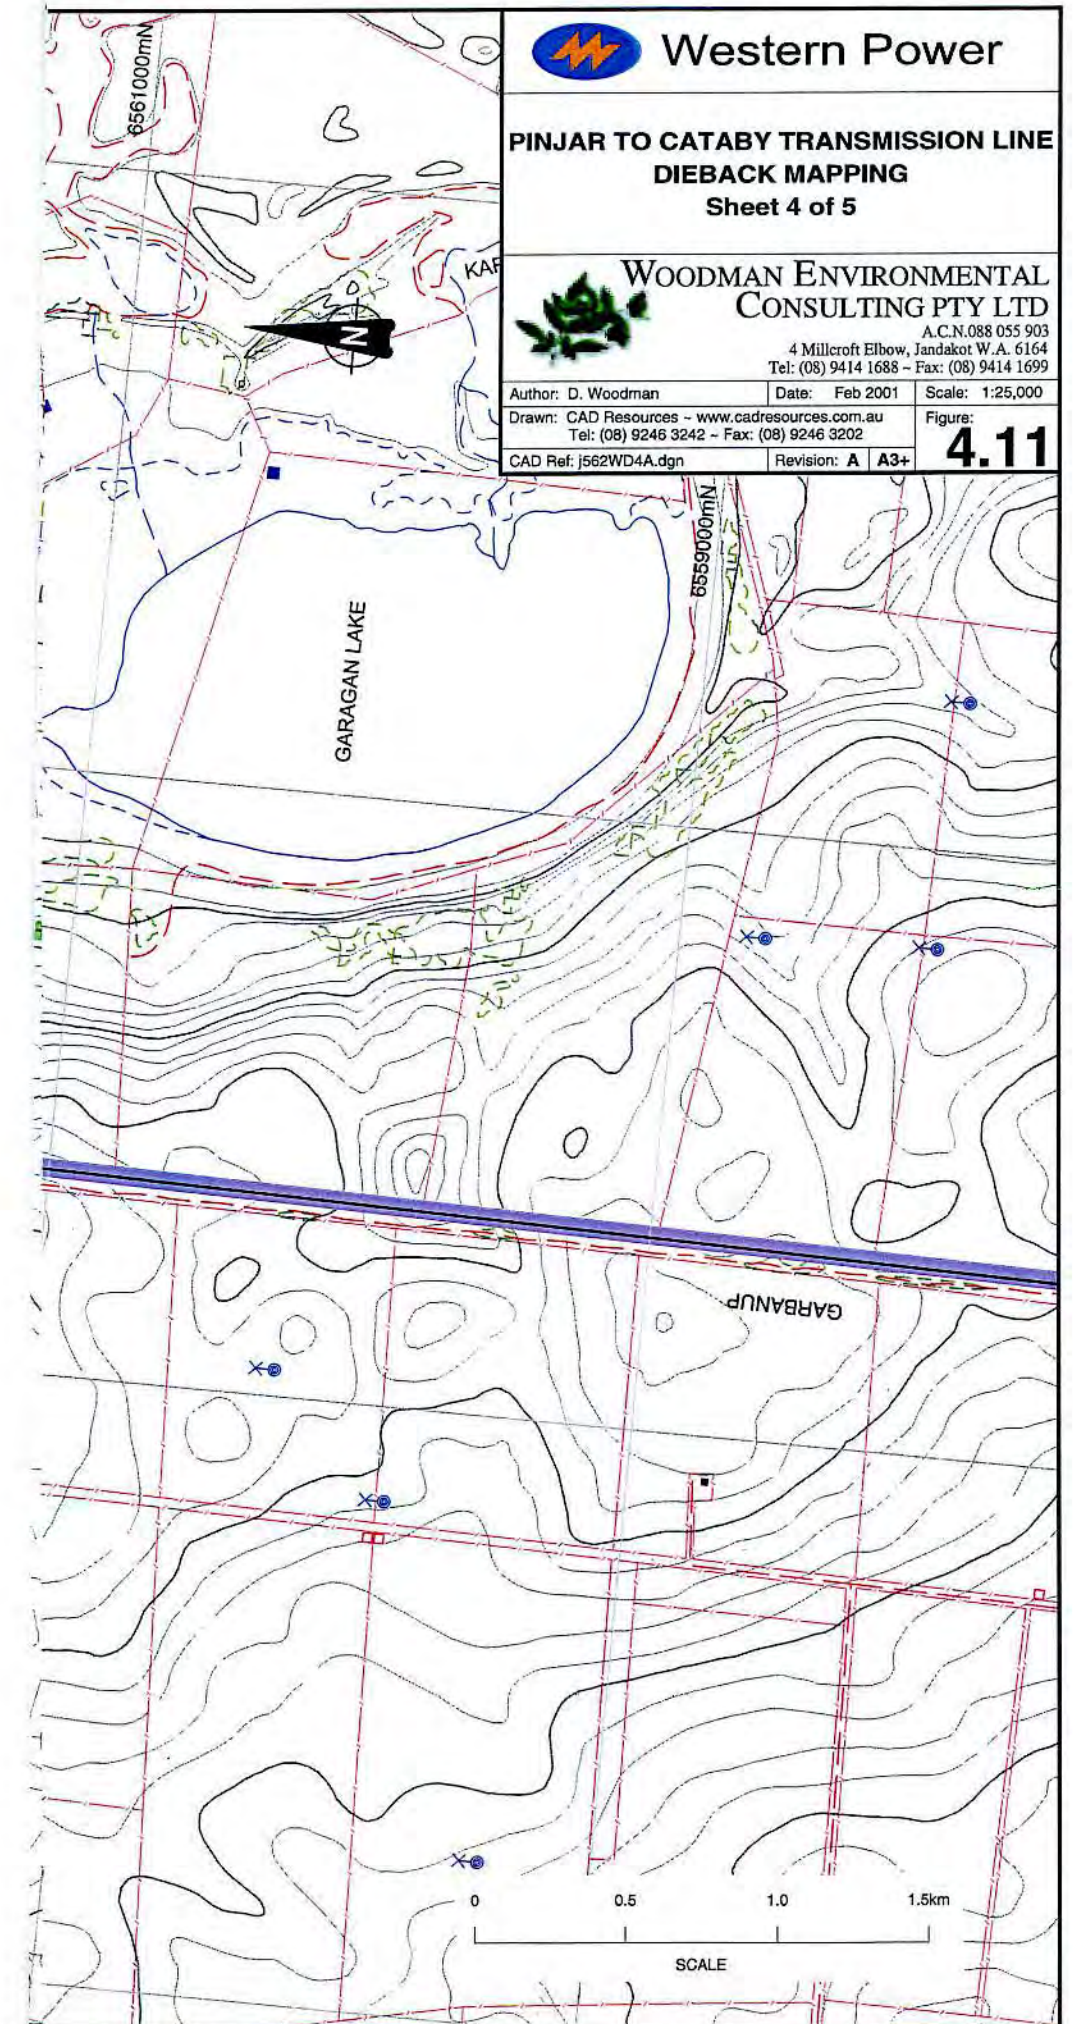 Western Power
PINJAR TO CATABY TRANSMISSION LINE
DIEBACK MAPPING
Sheet 4 of 5
WOODMAN ENVIRONMENTAL
CONSULTING PTY LTD
A.C.N.088 055 903
4 Millcroft Elbow, Jandakot W.A. 6164
Tel: (08) 9414 1688 ~ Fax: (08) 9414 1699
Author: D. Woodman
Date: Feb 2001
Scale: 1:25,000
Drawn: CAD Resources ~ www.cadresources.com.au
Tel: (08) 9246 3242 ~ Fax: (08) 9246 3202
Figure:
4.11
CAD Ref: j562WD4A.dgn
Revision: A
A3+
6561000mN
KAR
N
6559000mN
GARAGAN LAKE
GARBANUP
0 0.5 1.0 1.5km
SCALE